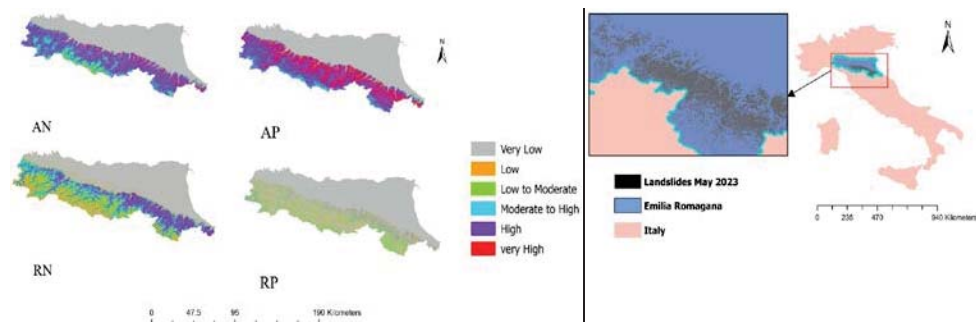 AN
AP
N
RN
RP
Very Low
Low
Low to Moderate
Moderate to High
High
very High
0 47.5 95 190 Kilometers
N
Landslides May 2023
Emilia Romagana
Italy
0 235 470 940 Kilometers